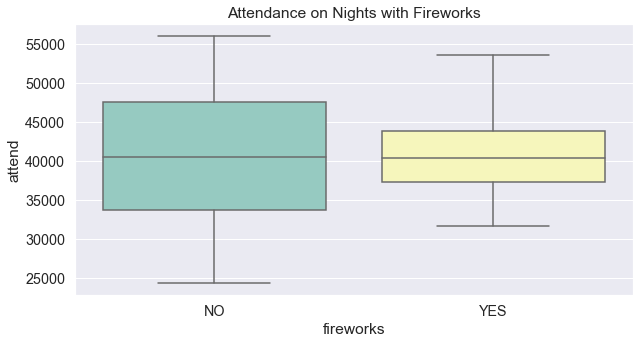 Attendance on Nights with Fireworks
55000
50000
45000
40000
35000
30000
25000
attend
NO
YES
fireworks